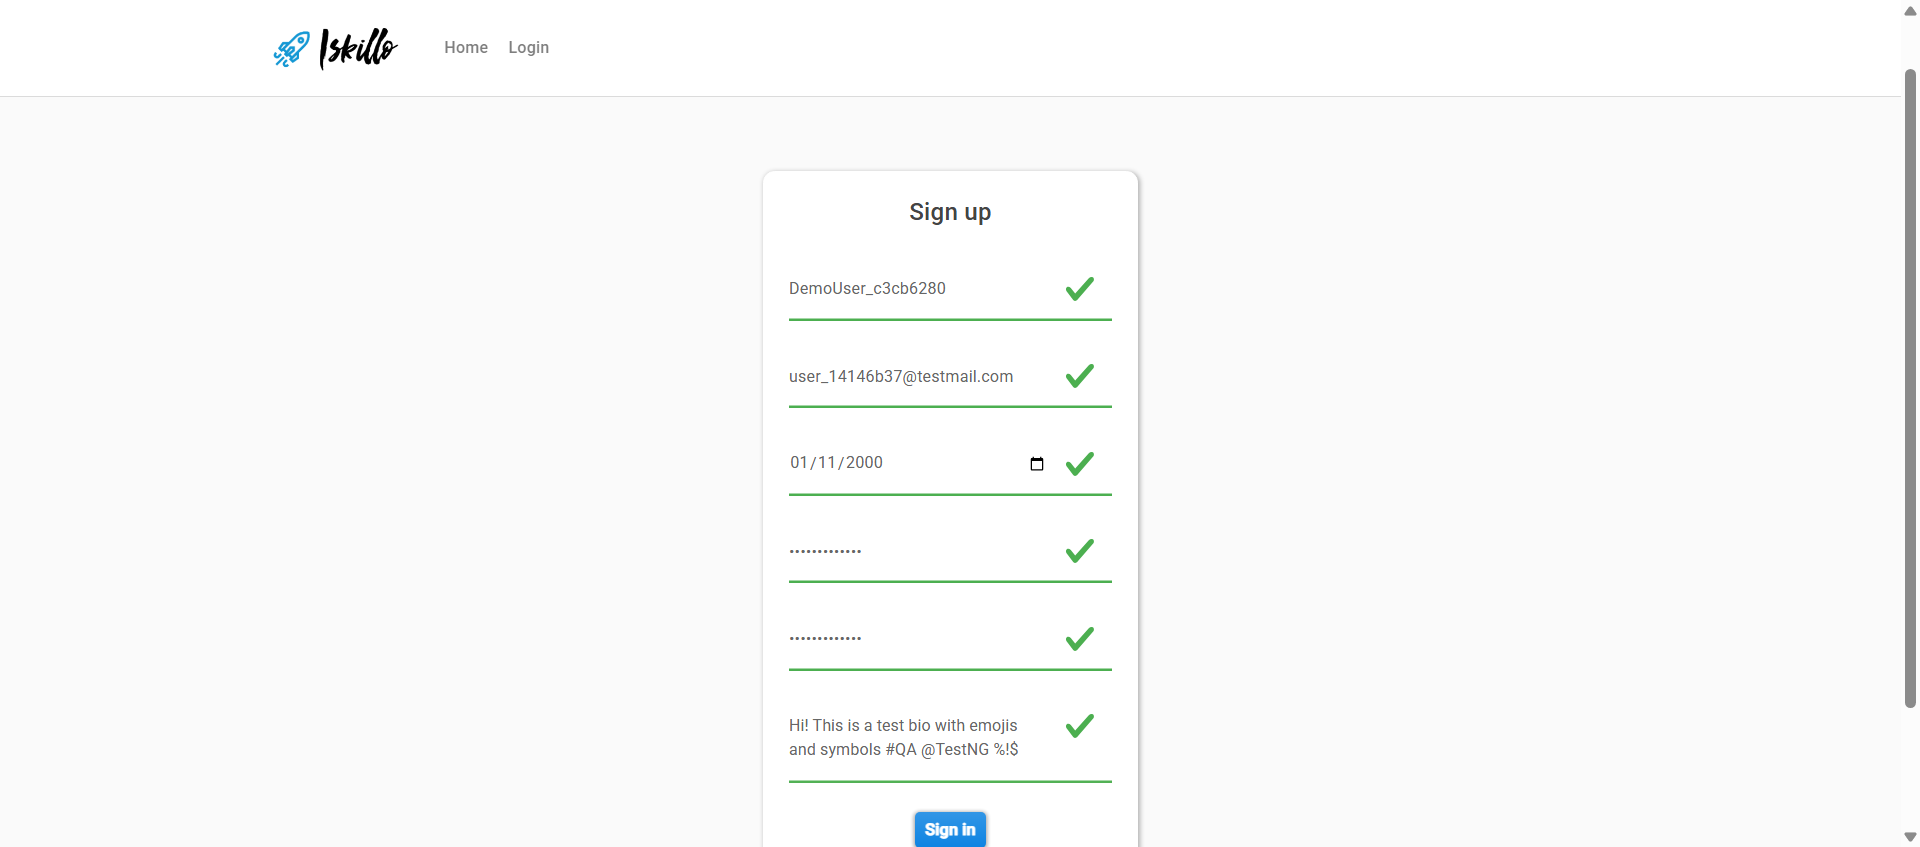 Iskillo
Home
Login
Sign up
DemoUser_c3cb6280
user_14146b37@testmail.com
01/11/2000
•••••••••••••
•••••••••••••
Hi! This is a test bio with emojis
and symbols #QA @TestNG %!$
Sign in